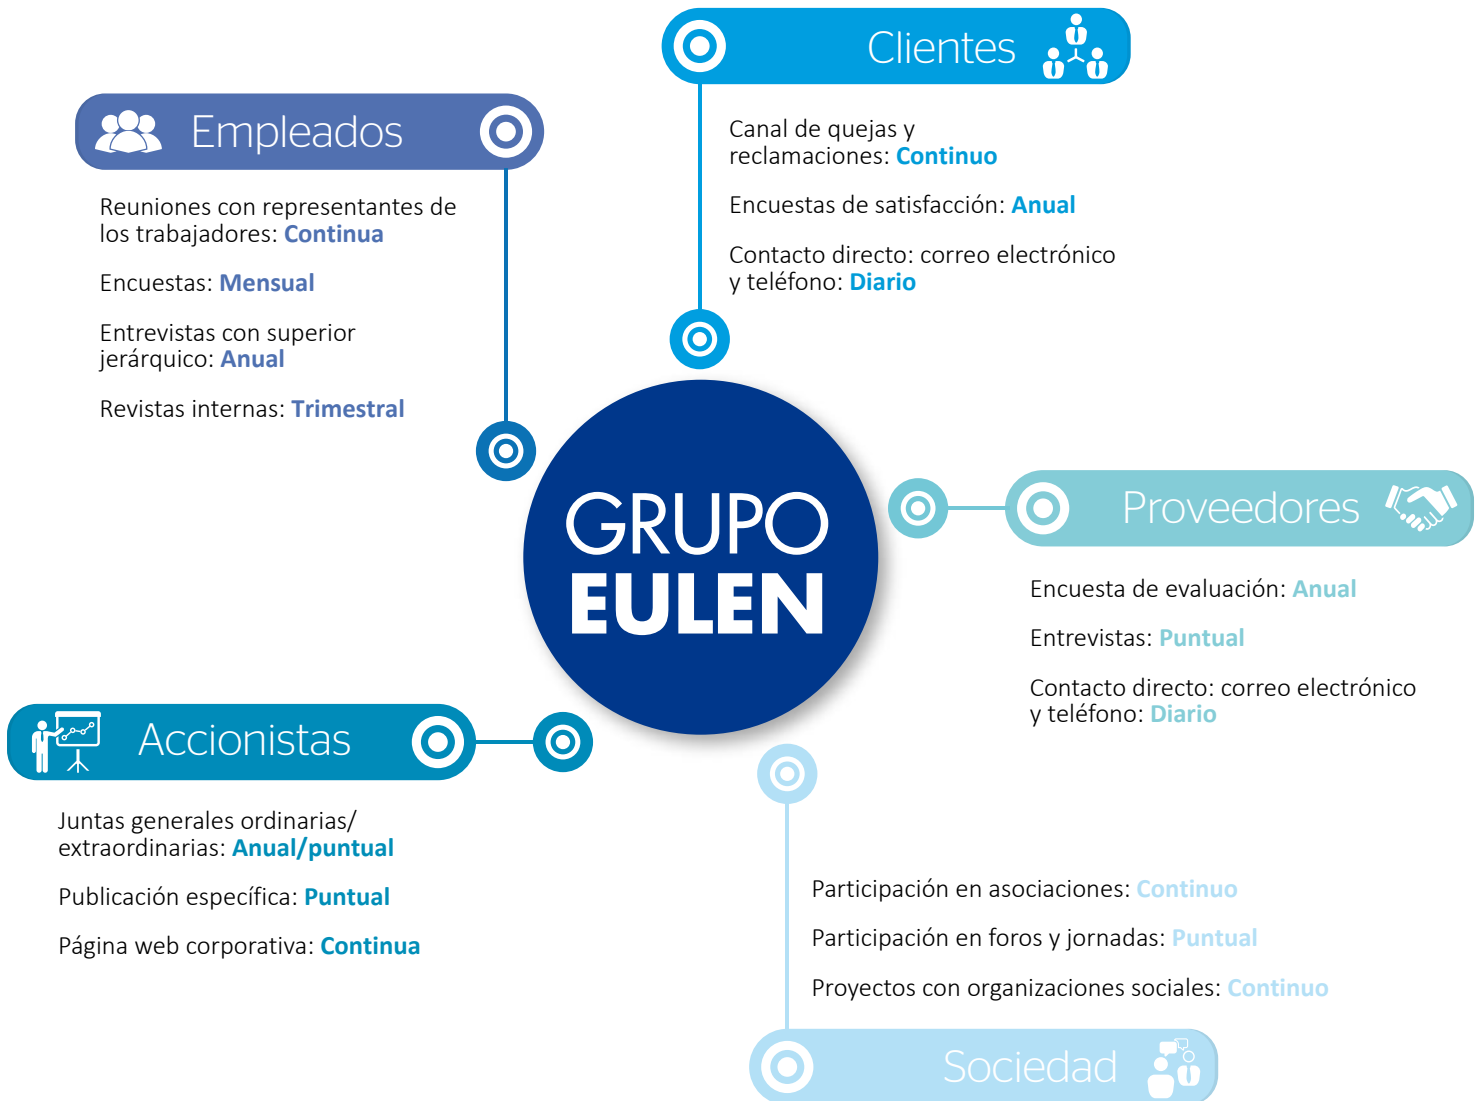 Clientes
Canal de quejas y
reclamaciones: Continuo
Encuestas de satisfacción: Anual
Contacto directo: correo electrónico
y teléfono: Diario
Empleados
Reuniones con representantes de
los trabajadores: Continua
Encuestas: Mensual
Entrevistas con superior
jerárquico: Anual
Revistas internas: Trimestral
GRUPO
EULEN
Proveedores
Encuesta de evaluación: Anual
Entrevistas: Puntual
Contacto directo: correo electrónico
y teléfono: Diario
Accionistas
Juntas generales ordinarias/
extraordinarias: Anual/puntual
Publicación específica: Puntual
Página web corporativa: Continua
Participación en asociaciones: Continuo
Participación en foros y jornadas: Puntual
Proyectos con organizaciones sociales: Continuo
Sociedad